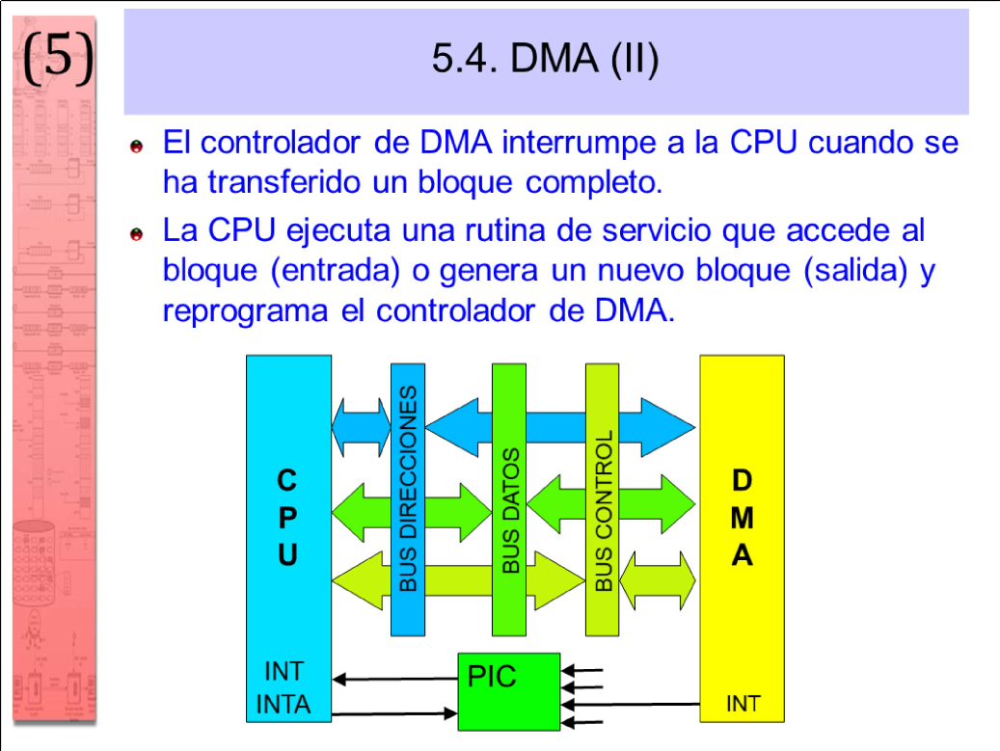 (5)
5.4. DMA (II)
El controlador de DMA interrumpe a la CPU cuando se
ha transferido un bloque completo.
La CPU ejecuta una rutina de servicio que accede al
bloque (entrada) o genera un nuevo bloque (salida) y
reprograma el controlador de DMA.
C
P
U
BUS DIRECCIONES
BUS DATOS
BUS CONTROL
D
M
A
INT
INTA
PIC
INT